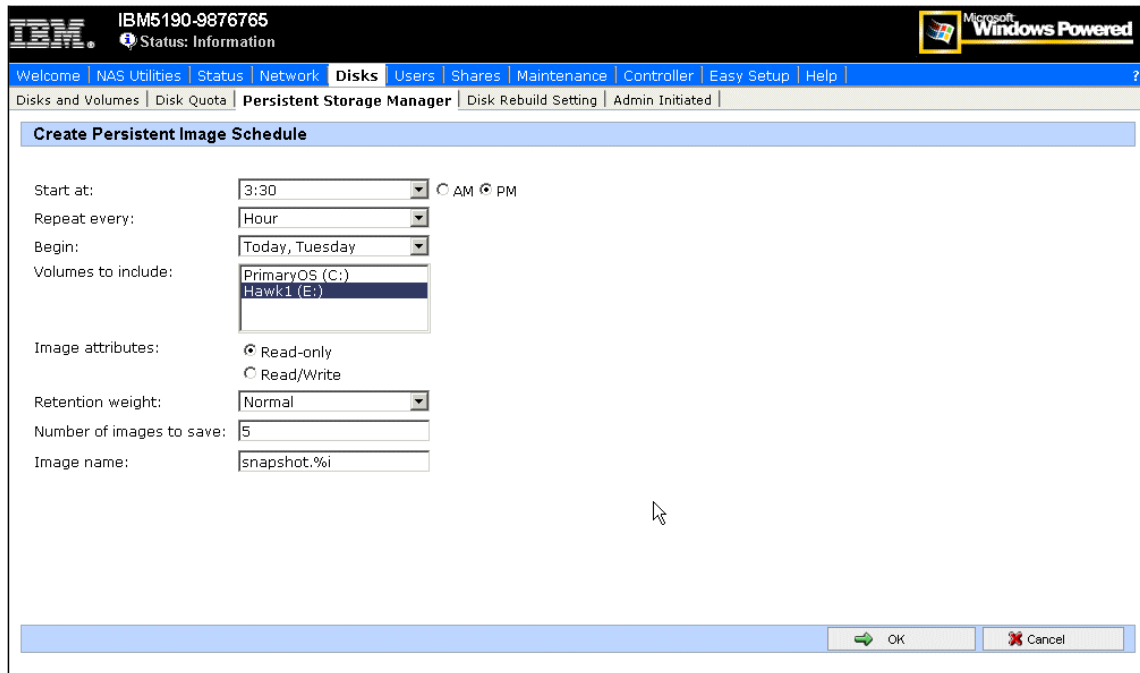 IBM
IBM5190-9876765
Status: Information
Microsoft
Windows Powered
Welcome | NAS Utilities | Status | Network | Disks | Users | Shares | Maintenance | Controller | Easy Setup | Help | ?
Disks and Volumes | Disk Quota | Persistent Storage Manager | Disk Rebuild Setting | Admin Initiated |
Create Persistent Image Schedule
Start at: 3:30 AM PM
Repeat every: Hour
Begin: Today, Tuesday
Volumes to include: PrimaryOS (C:)
Hawk1 (E:)
Image attributes: Read-only
Read/Write
Retention weight: Normal
Number of images to save: 5
Image name: snapshot.%i
OK Cancel